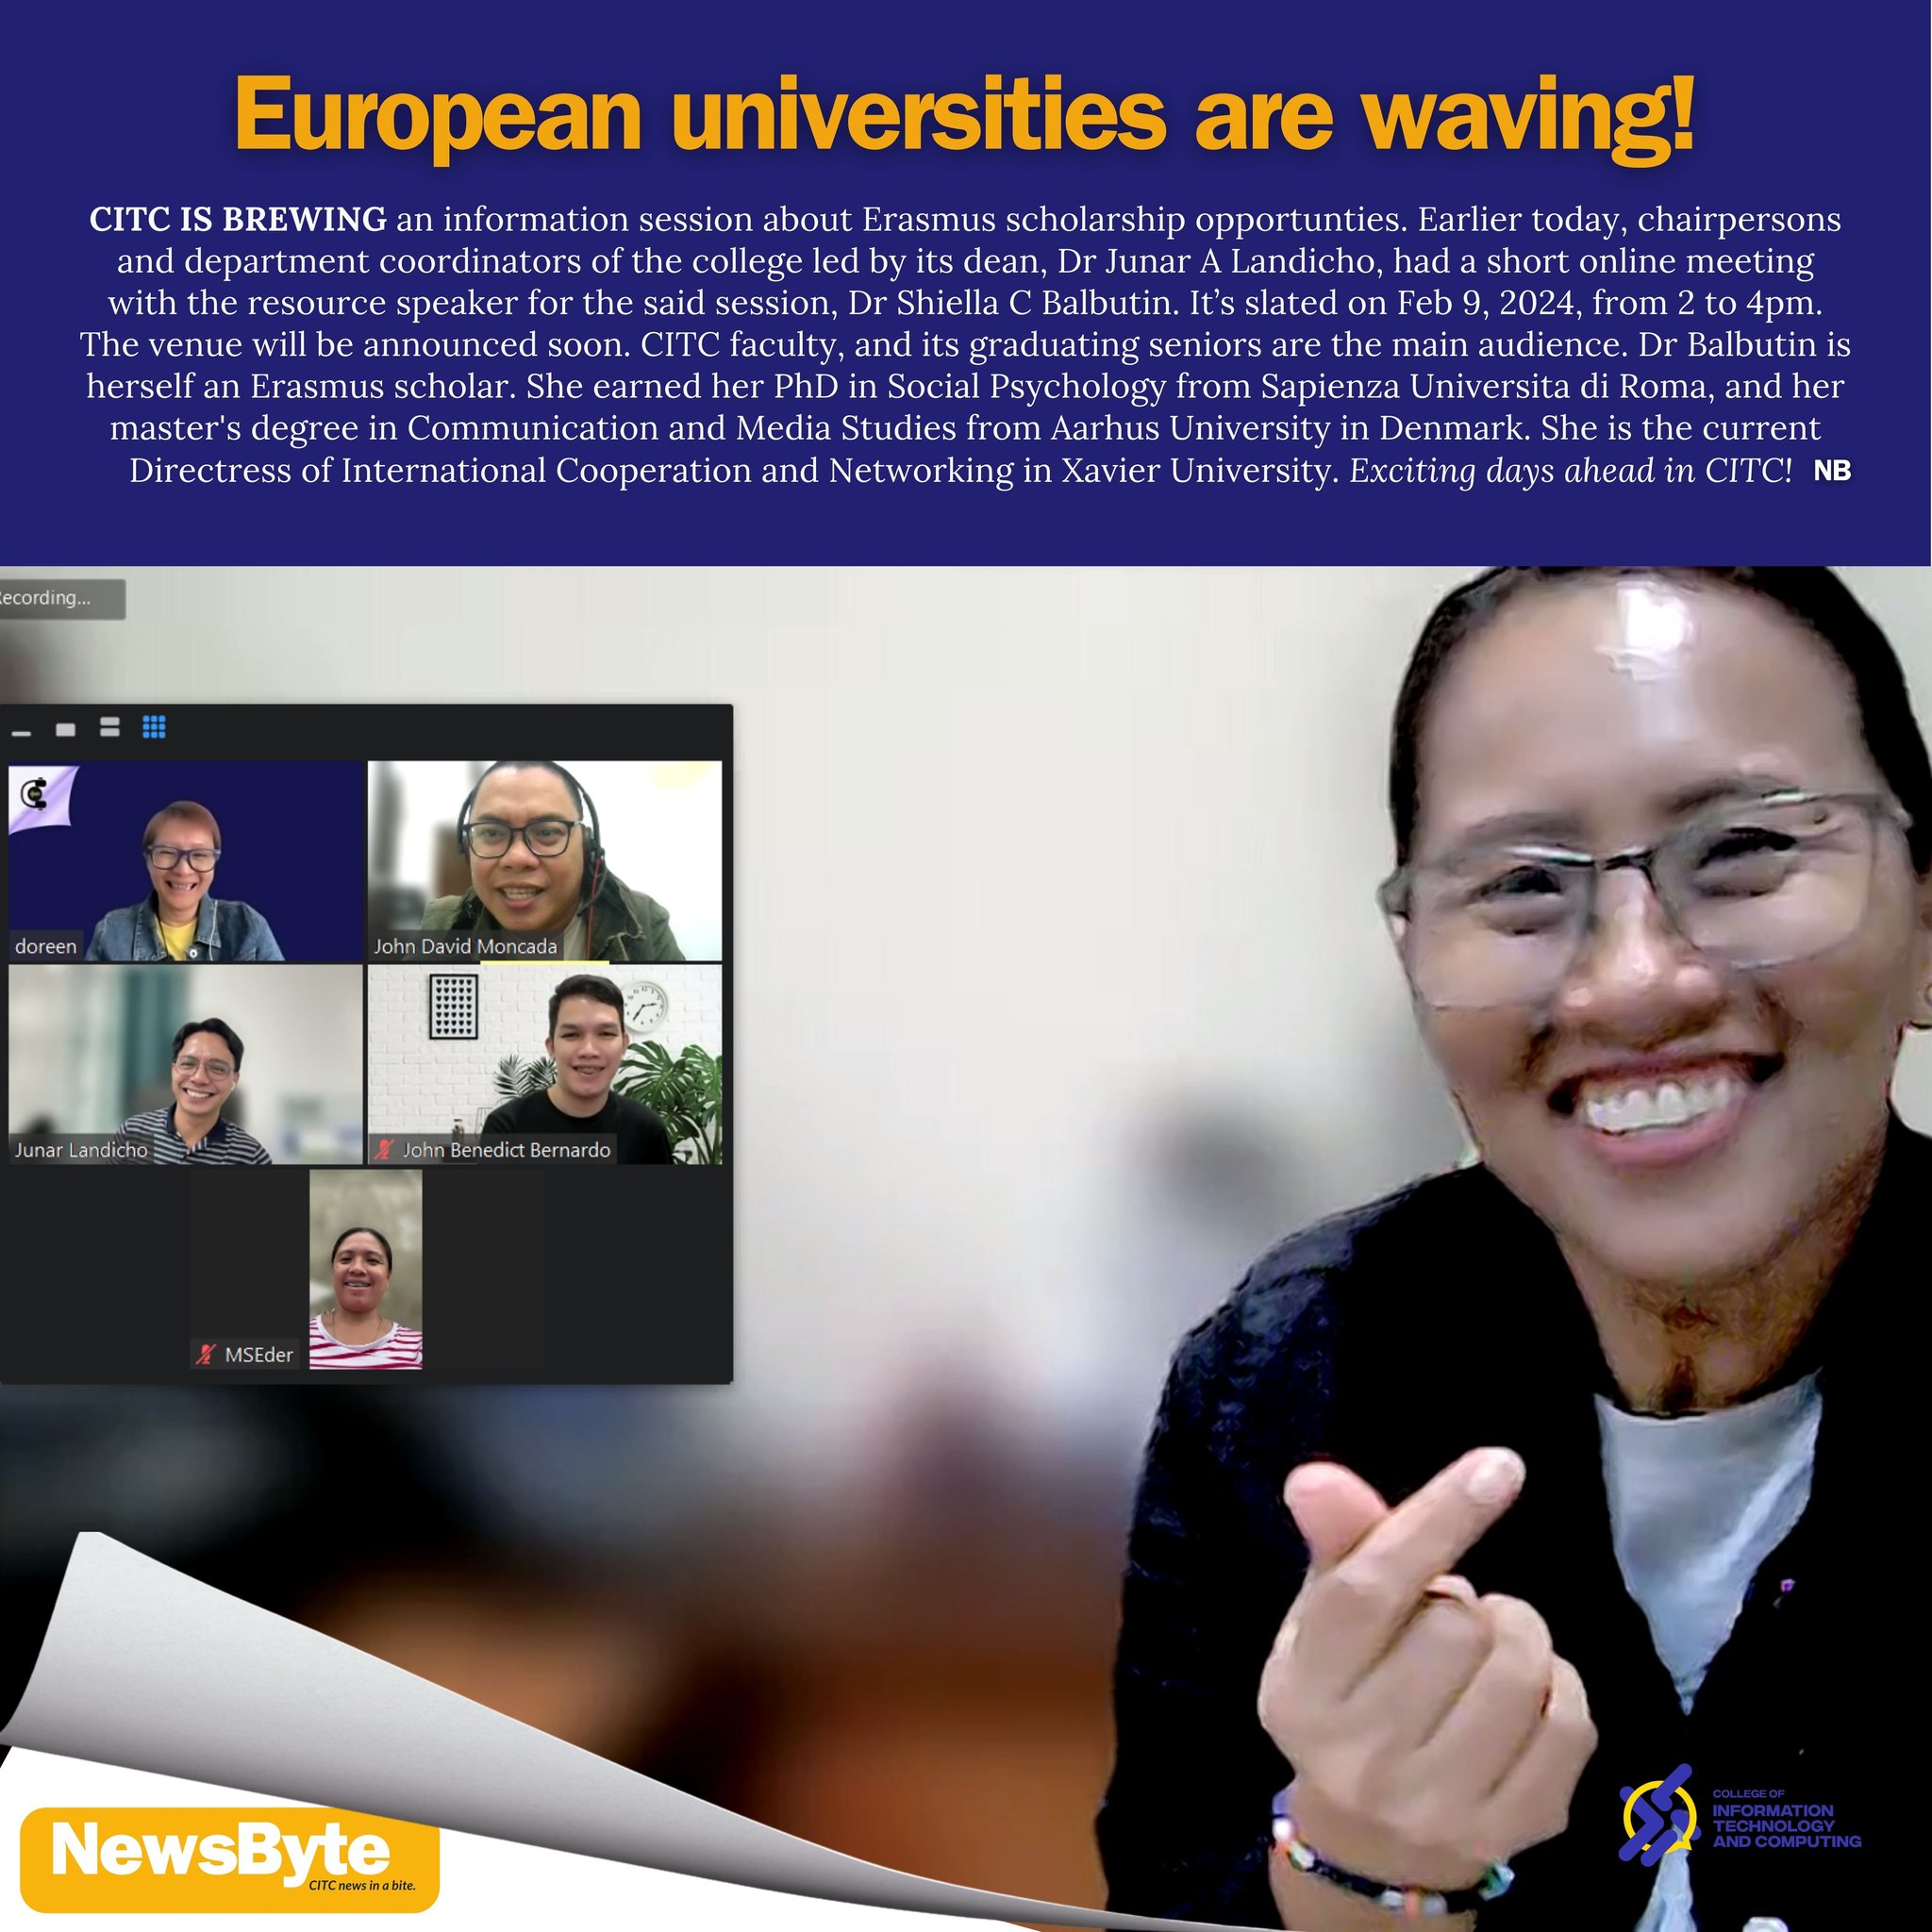 European universities are waving!
CITC IS BREWING an information session about Erasmus scholarship opportunties. Earlier today, chairpersons
and department coordinators of the college led by its dean, Dr Junar A Landicho, had a short online meeting
with the resource speaker for the said session, Dr Shiella C Balbutin. It’s slated on Feb 9, 2024, from 2 to 4pm.
The venue will be announced soon. CITC faculty, and its graduating seniors are the main audience. Dr Balbutin is
herself an Erasmus scholar. She earned her PhD in Social Psychology from Sapienza Universita di Roma, and her
master's degree in Communication and Media Studies from Aarhus University in Denmark. She is the current
Directress of International Cooperation and Networking in Xavier University. Exciting days ahead in CITC! NB
ecording...
doreen
John David Moncada
Junar Landicho
John Benedict Bernardo
MSEder
NewsByte
CITC news in a bite.
COLLEGE OF
INFORMATION
TECHNOLOGY
AND COMPUTING